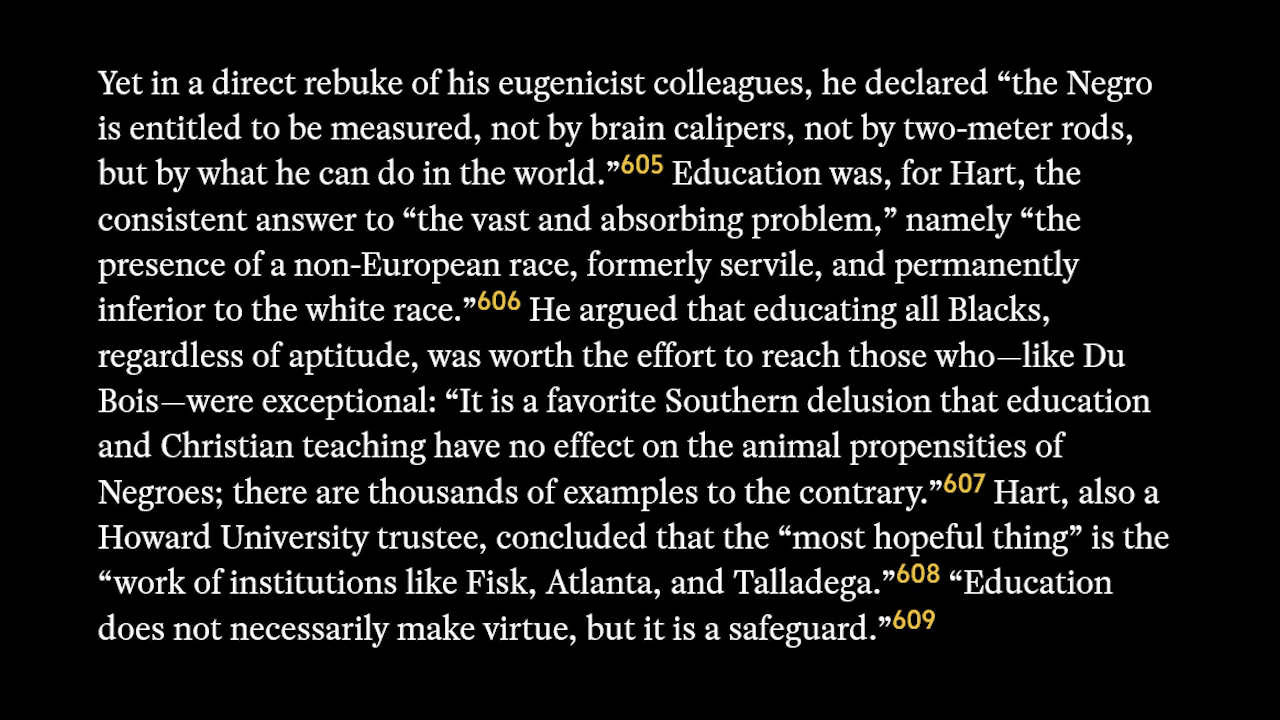 Yet in a direct rebuke of his eugenicist colleagues, he declared “the Negro
is entitled to be measured, not by brain calipers, not by two-meter rods,
but by what he can do in the world.”605 Education was, for Hart, the
consistent answer to “the vast and absorbing problem,” namely “the
presence of a non-European race, formerly servile, and permanently
inferior to the white race.”606 He argued that educating all Blacks,
regardless of aptitude, was worth the effort to reach those who—like Du
Bois—were exceptional: “It is a favorite Southern delusion that education
and Christian teaching have no effect on the animal propensities of
Negroes; there are thousands of examples to the contrary.”607 Hart, also a
Howard University trustee, concluded that the “most hopeful thing” is the
“work of institutions like Fisk, Atlanta, and Talladega.”608 “Education
does not necessarily make virtue, but it is a safeguard.”609